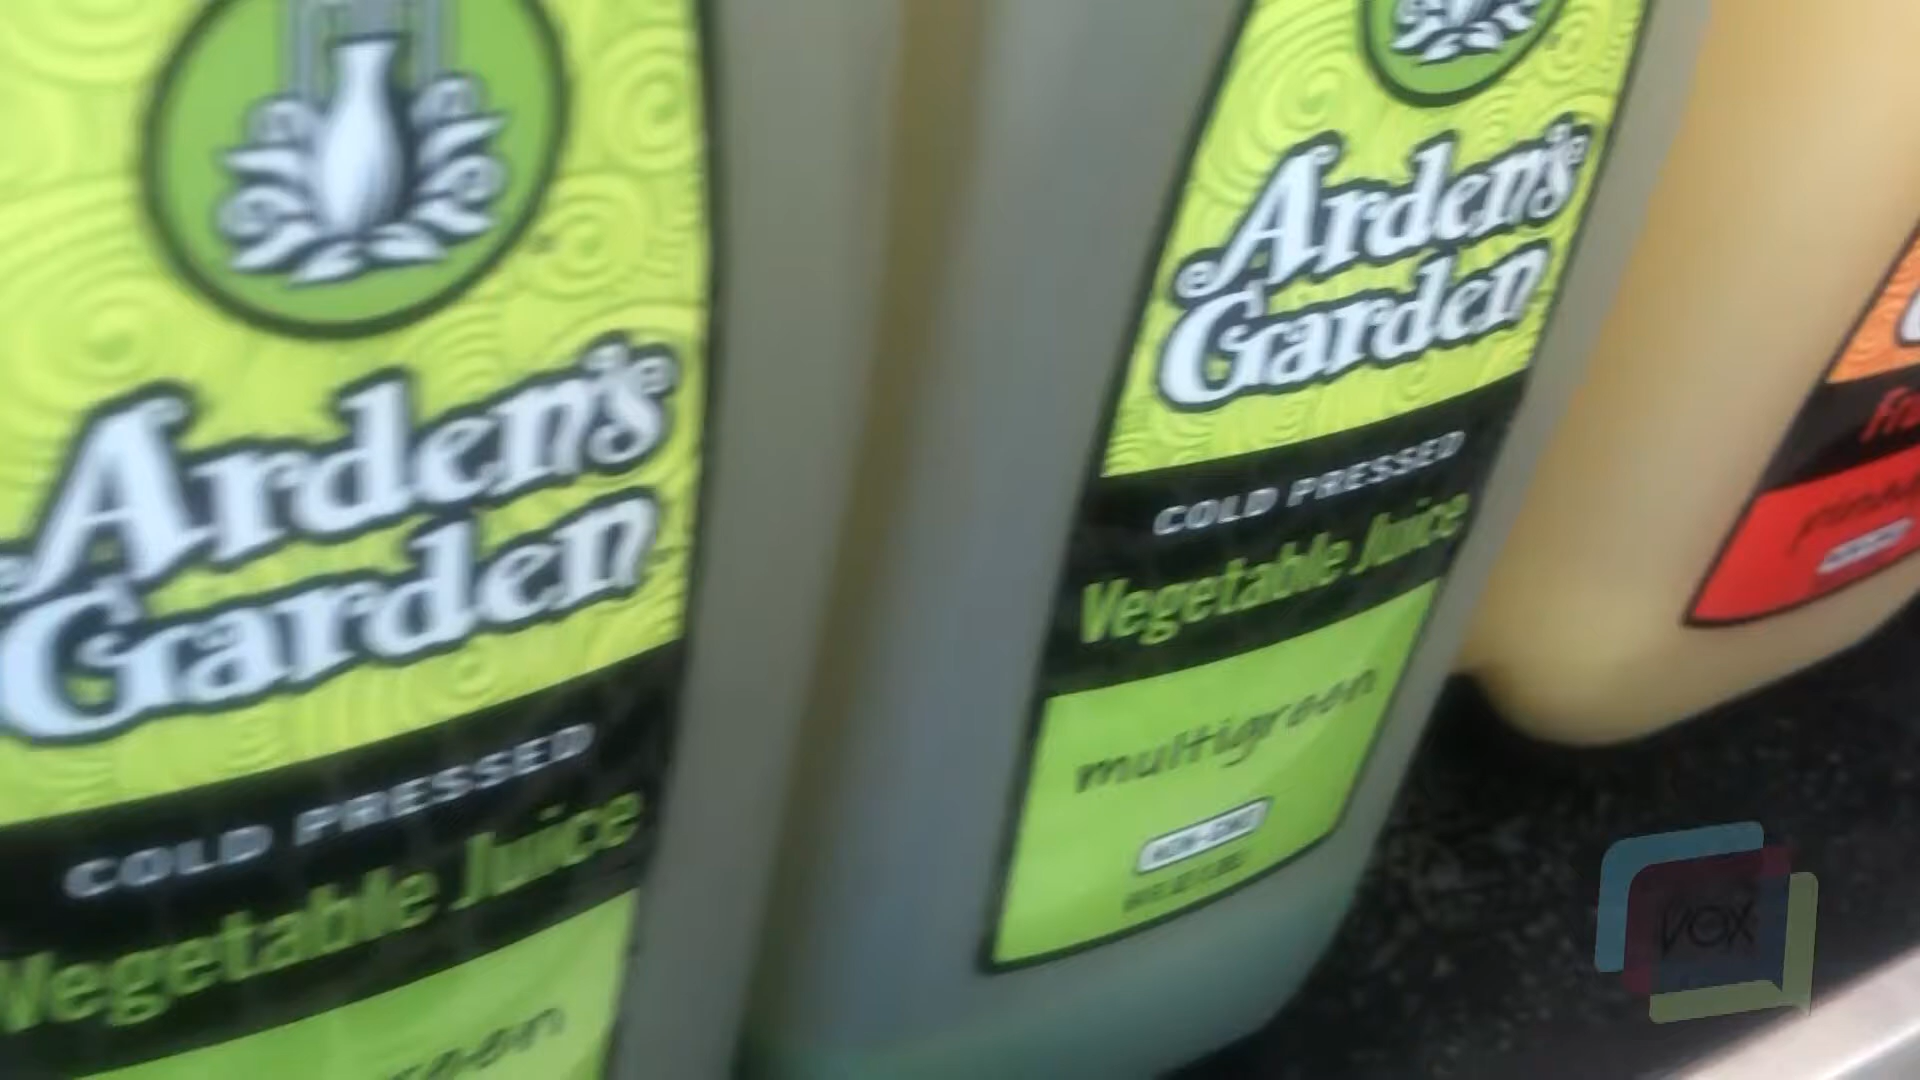 Arden's
Garden
COLD PRESSED
Vegetable Juice
Arden's
Garden
COLD PRESSED
Vegetable Juice
multigreen
VOX